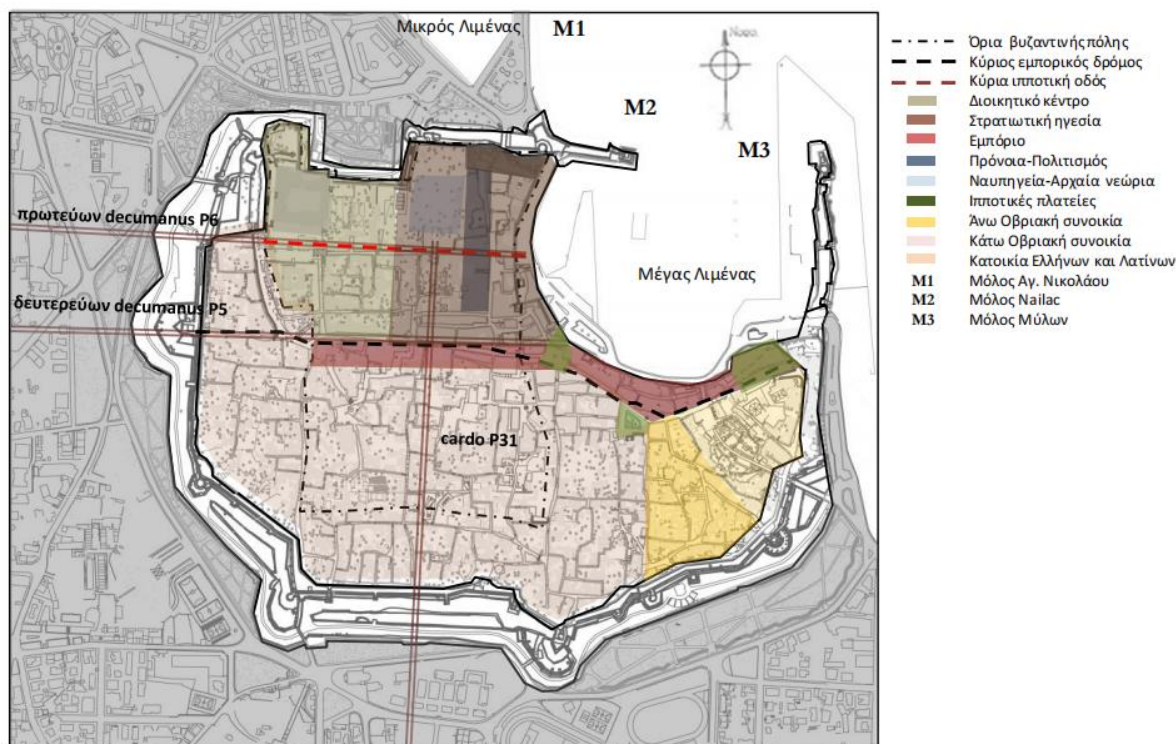 Μικρός Λιμένας
M1
M2
M3
πρωτεύων decumanus P6
Μέγας Λιμένας
δευτερεύων decumanus P5
cardo P31
Όρια βυζαντινής πόλης
Κύριος εμπορικός δρόμος
Κύρια ιπποτική οδός
Διοικητό κέντρο
Στρατιωτική ηγεσία
Εμπόριο
Πρόνοια-Πολιτισμός
Ναυπηγεία-Αρχαία νεώρια
Ιπποτικές πλατείες
Άνω Οβριακή συνοικία
Κάτω Οβριακή συνοικία
Κατοικία Ελλήνων και Λατίνων
M1 Μόλος Αγ. Νικολάου
M2 Μόλος Nailac
M3 Μόλος Μύλων